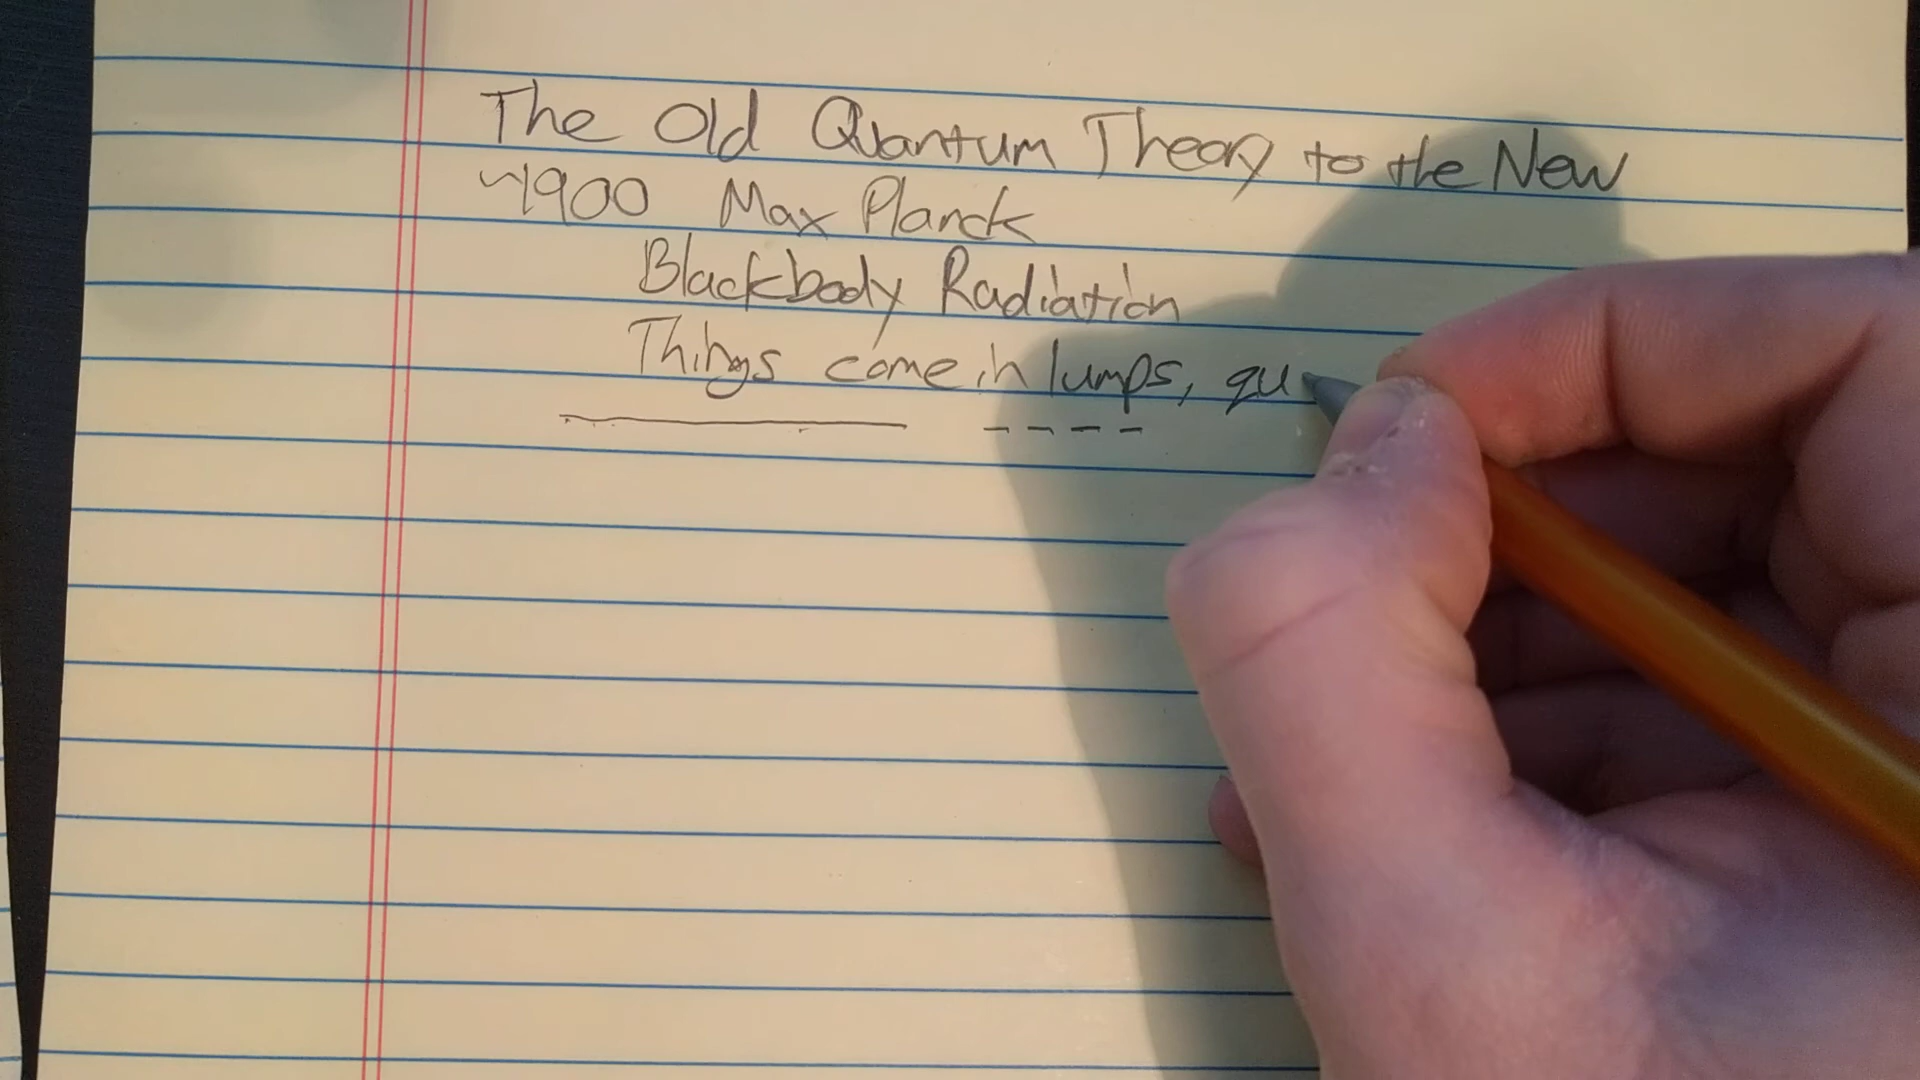 The Old Quantum Theory to the New
~1900 Max Planck
Blackbody Radiation
Things come in lumps, qu